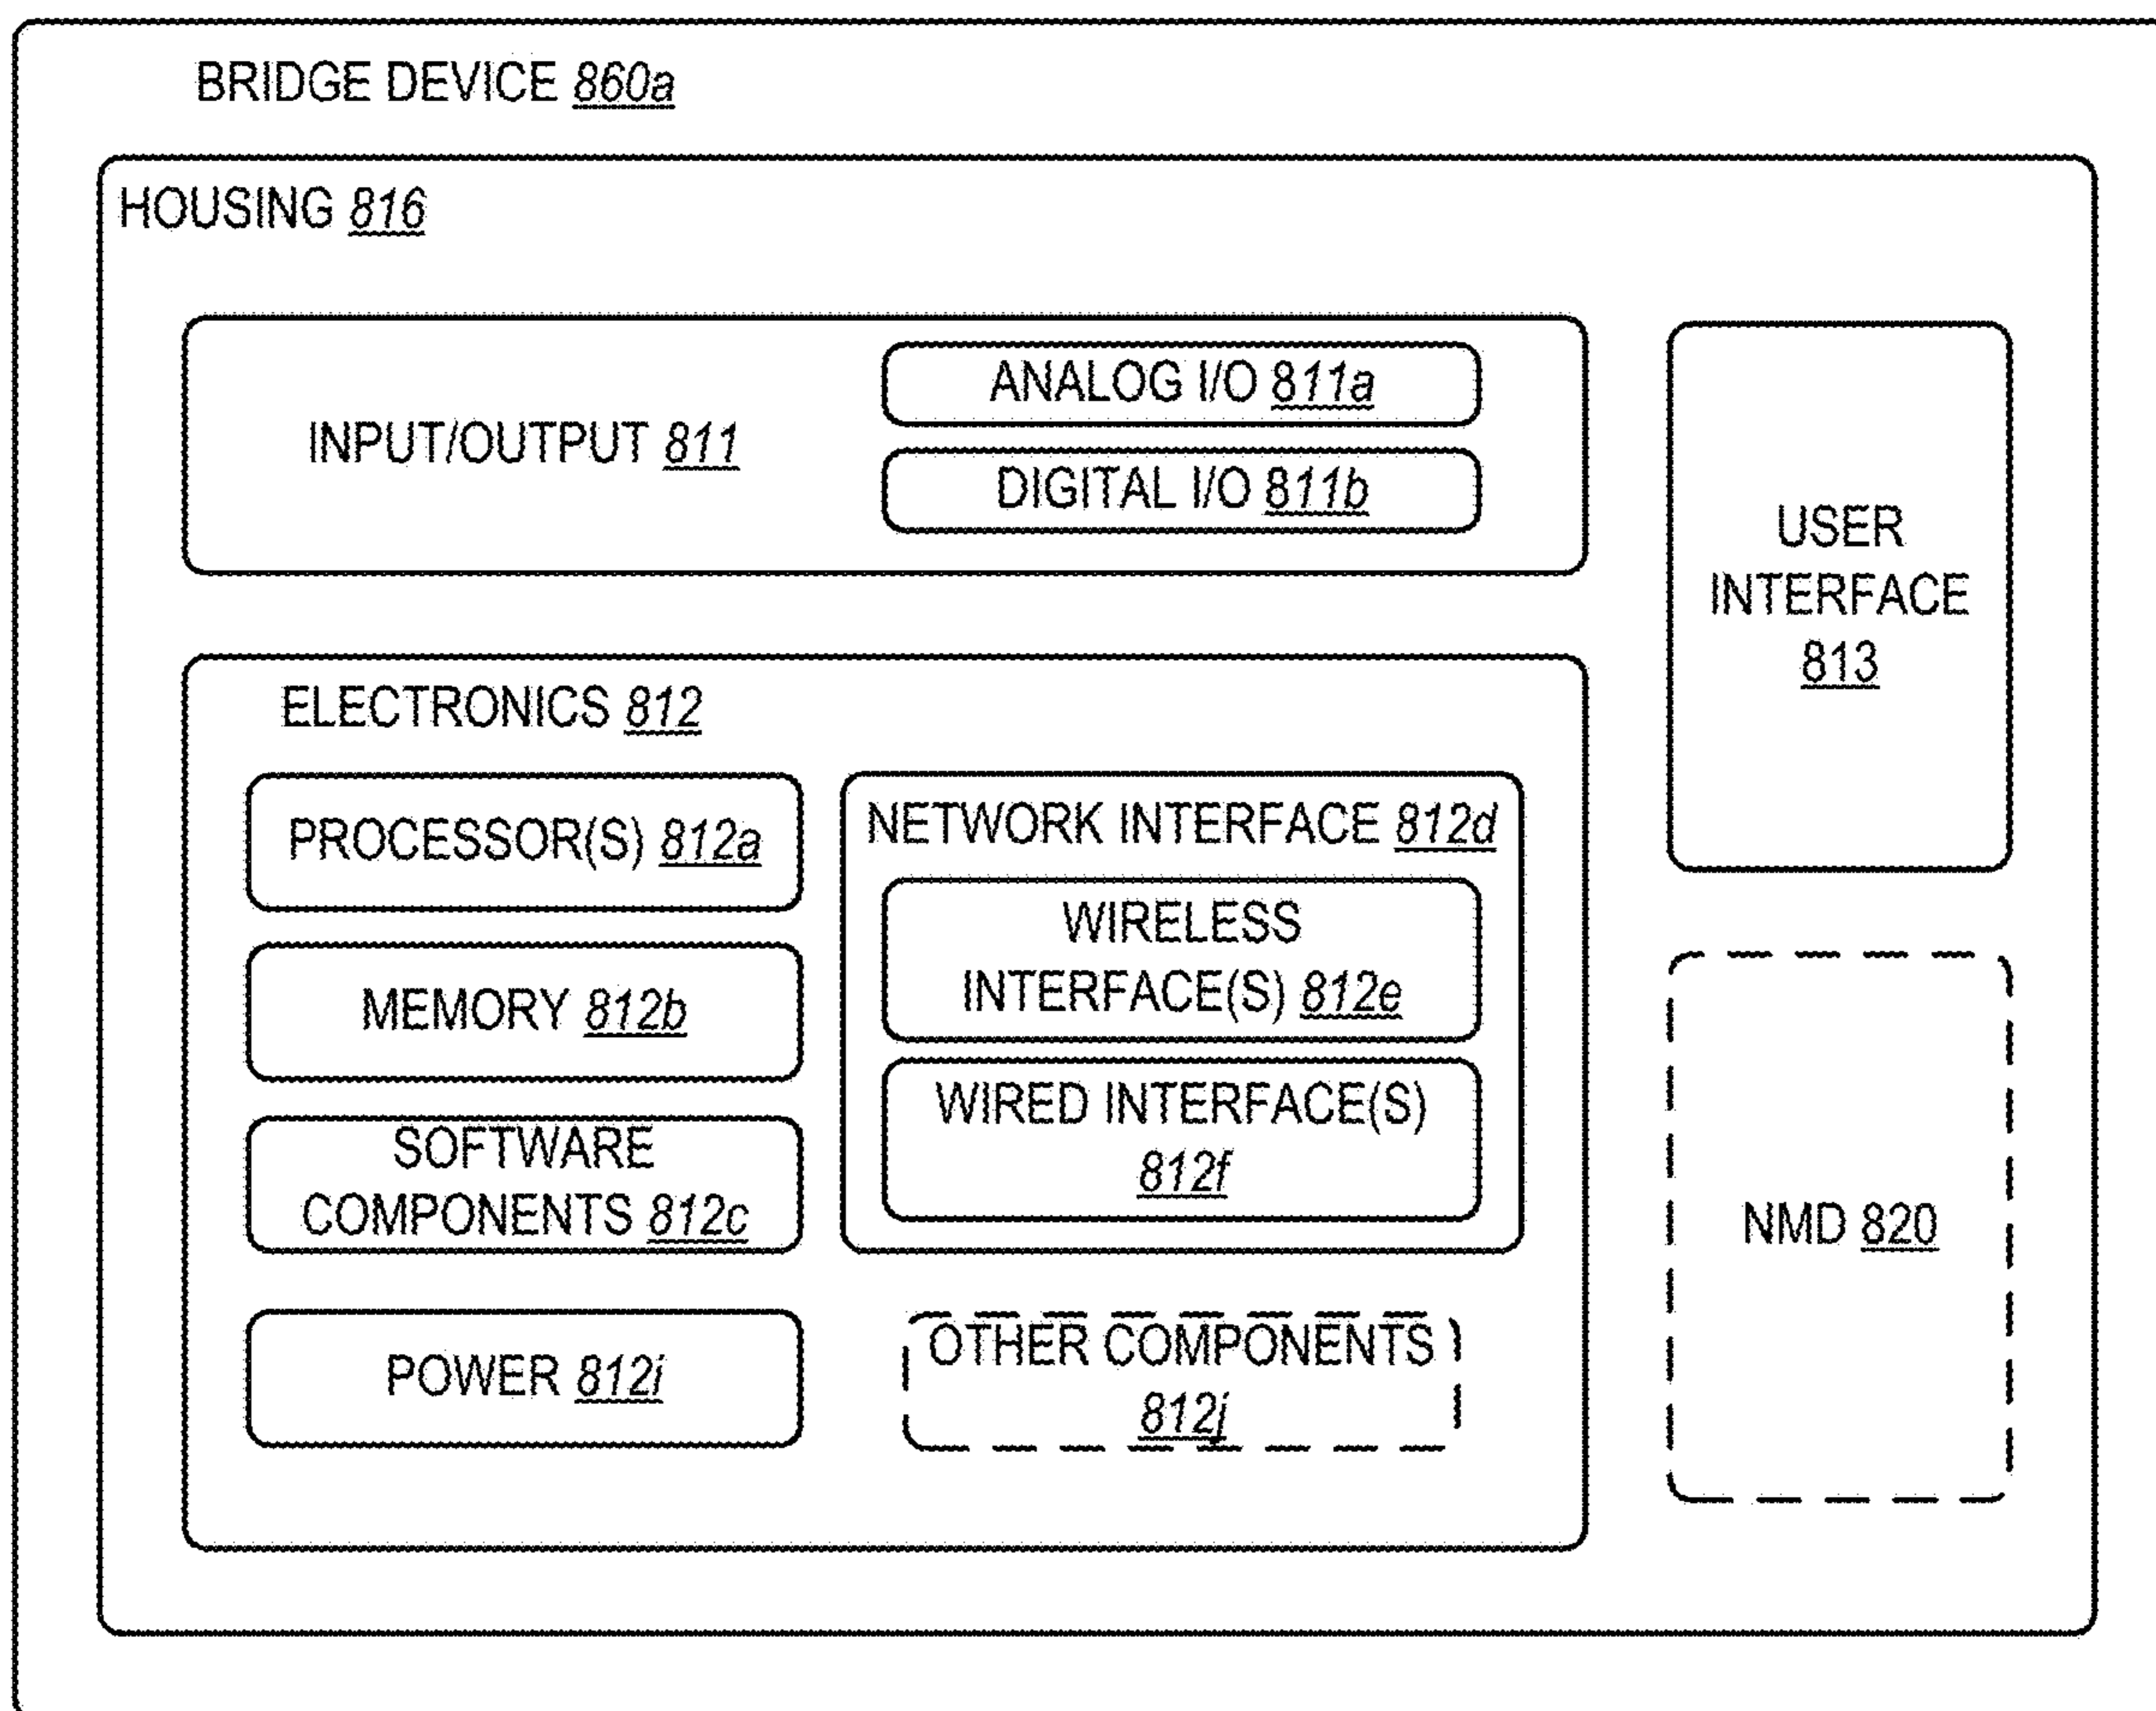 BRIDGE DEVICE 860a
HOUSING 816
INPUT/OUTPUT 811
ANALOG I/O 811a
DIGITAL I/O 811b
USER
INTERFACE
813
ELECTRONICS 812
PROCESSOR(S) 812a
MEMORY 812b
SOFTWARE
COMPONENTS 812c
POWER 812i
NETWORK INTERFACE 812d
WIRELESS
INTERFACE(S) 812e
WIRED INTERFACE(S)
812f
OTHER COMPONENTS
812j
NMD 820